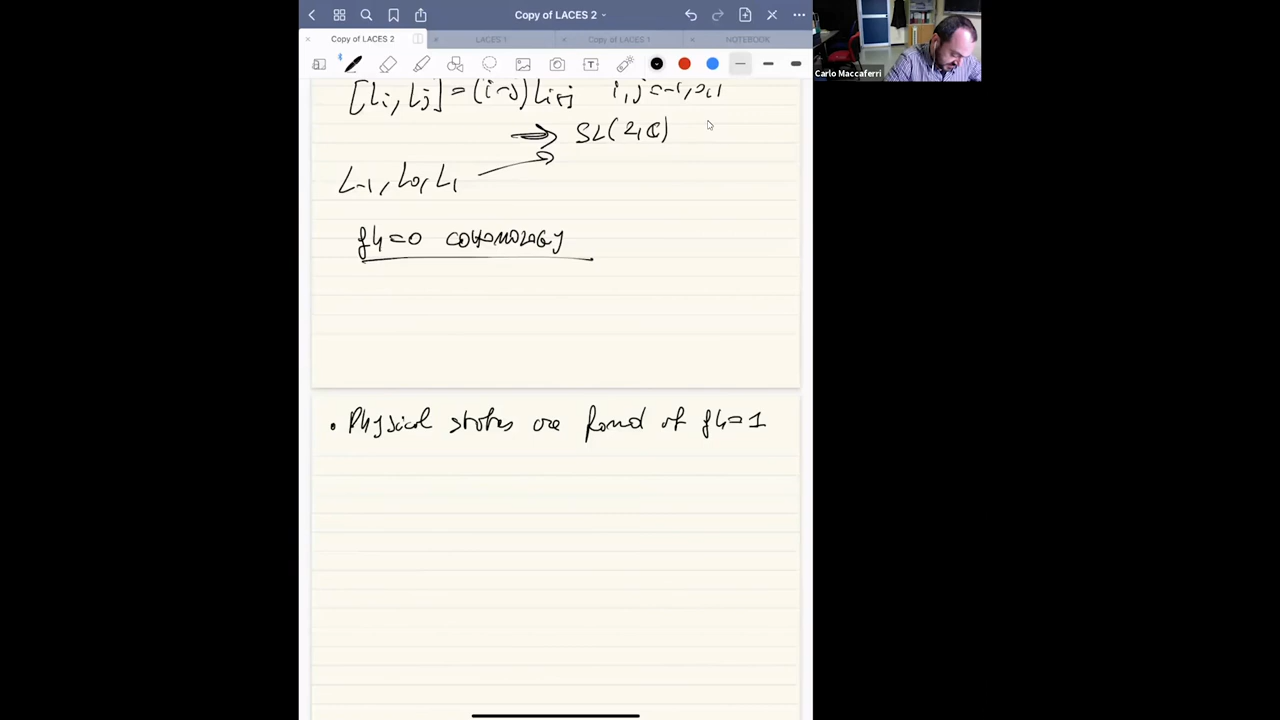 Copy of LACES 2
Carlo Maccaferri
Copy of LACES 2
LACES 1
Copy of LACES 1
NOTEBOOK
[Li, Lj] = (i-j) Li+j i,j=-1,0,1
⇒ SL(2,ℂ)
L-1, L0, L1
gh=0 COHOMOLOGY
• Physical states are found at gh=1